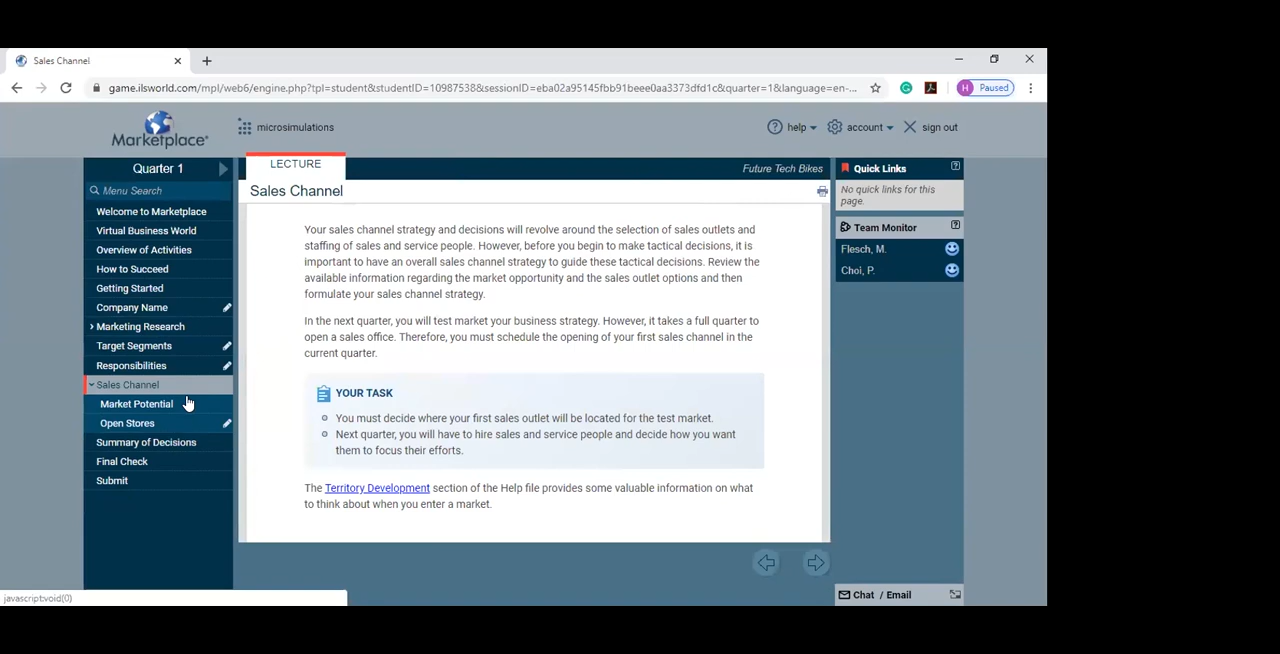 Sales Channel
game.ilsworld.com/mpl/web6/engine.php?tpl=student&studentID=10987538&sessionID=eba02a95145fbb91beee0aa3373dfd1c&quarter=1&language=en-...
H Paused
Marketplace
microsimulations
help
account
sign out
Quarter 1
Menu Search
Welcome to Marketplace
Virtual Business World
Overview of Activities
How to Succeed
Getting Started
Company Name
Marketing Research
Target Segments
Responsibilities
Sales Channel
Market Potential
Open Stores
Summary of Decisions
Final Check
Submit
LECTURE
Future Tech Bikes
Sales Channel
Your sales channel strategy and decisions will revolve around the selection of sales outlets and
staffing of sales and service people. However, before you begin to make tactical decisions, it is
important to have an overall sales channel strategy to guide these tactical decisions. Review the
available information regarding the market opportunity and the sales outlet options and then
formulate your sales channel strategy.
In the next quarter, you will test market your business strategy. However, it takes a full quarter to
open a sales office. Therefore, you must schedule the opening of your first sales channel in the
current quarter.
YOUR TASK
You must decide where your first sales outlet will be located for the test market.
Next quarter, you will have to hire sales and service people and decide how you want
them to focus their efforts.
The Territory Development section of the Help file provides some valuable information on what
to think about when you enter a market.
Quick Links
No quick links for this
page.
Team Monitor
Flesch, M.
Choi, P.
Chat / Email
javascript:void(0)